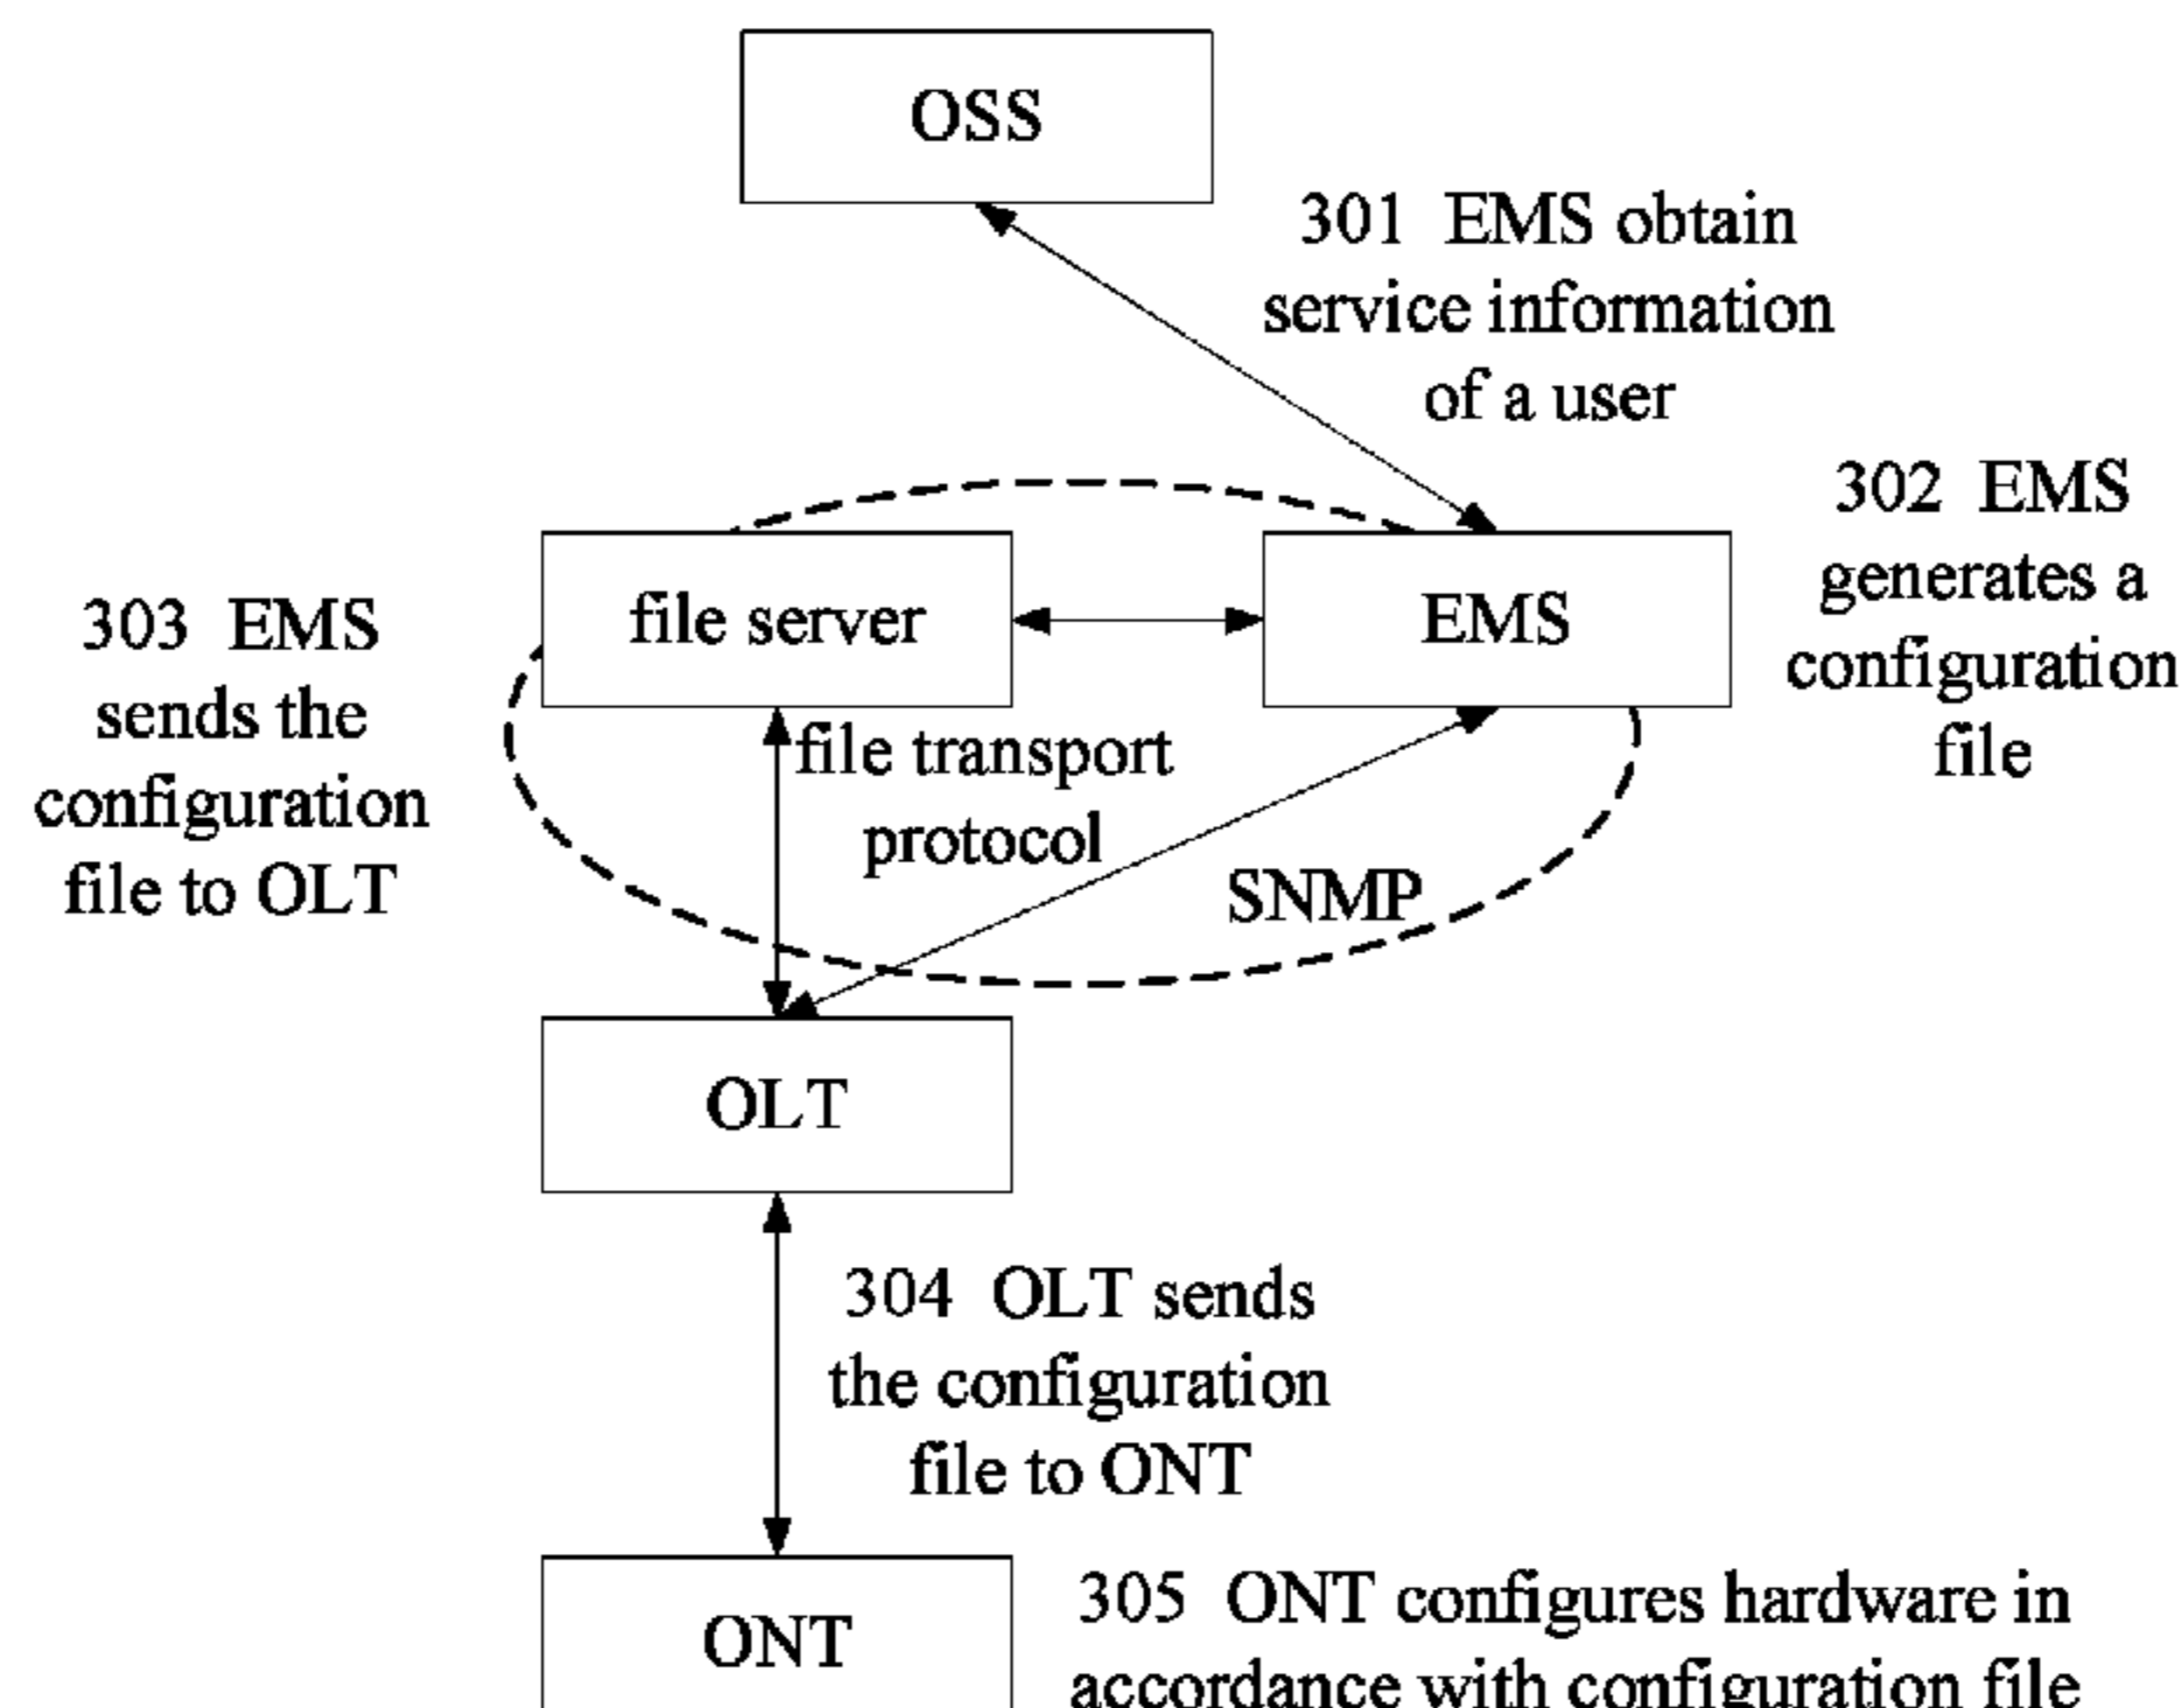 OSS
301 EMS obtain
service information
of a user
302 EMS
generates a
configuration
file
file server
EMS
303 EMS
sends the
configuration
file to OLT
file transport
protocol
SNMP
OLT
304 OLT sends
the configuration
file to ONT
ONT
305 ONT configures hardware in
accordance with configuration file